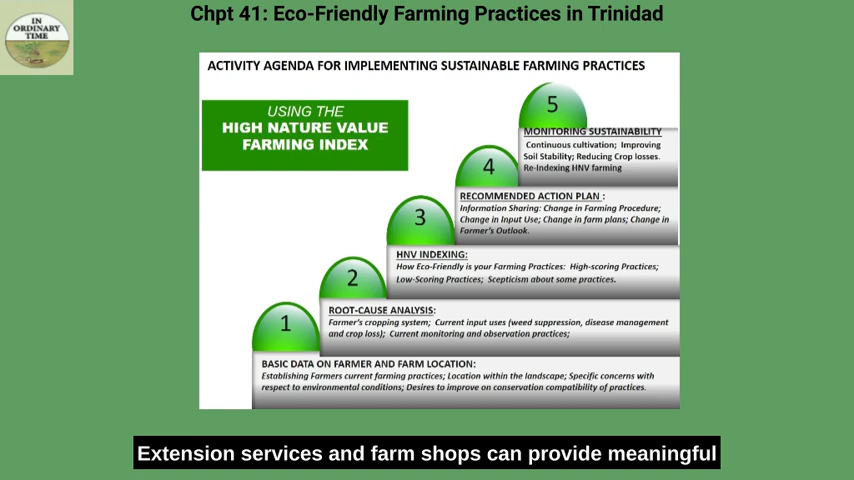 Chpt 41: Eco-Friendly Farming Practices in Trinidad
IN
ORDINARY
TIME
ACTIVITY AGENDA FOR IMPLEMENTING SUSTAINABLE FARMING PRACTICES
USING THE
HIGH NATURE VALUE
FARMING INDEX
5
MONITORING SUSTAINABILITY
Continuous cultivation; Improving
Soil Stability; Reducing Crop losses.
Re-Indexing HNV farming
4
RECOMMENDED ACTION PLAN :
Information Sharing: Change in Farming Procedure;
Change in Input Use; Change in farm plans; Change in
Farmer's Outlook.
3
HNV INDEXING:
How Eco-Friendly is your Farming Practices: High-scoring Practices;
Low-Scoring Practices; Scepticism about some practices.
2
ROOT-CAUSE ANALYSIS:
Farmer's cropping system; Current input uses (weed suppression, disease management
and crop loss); Current monitoring and observation practices;
1
BASIC DATA ON FARMER AND FARM LOCATION:
Establishing Farmers current farming practices; Location within the landscape; Specific concerns with
respect to environmental conditions; Desires to improve on conservation compatibility of practices.
Extension services and farm shops can provide meaningful